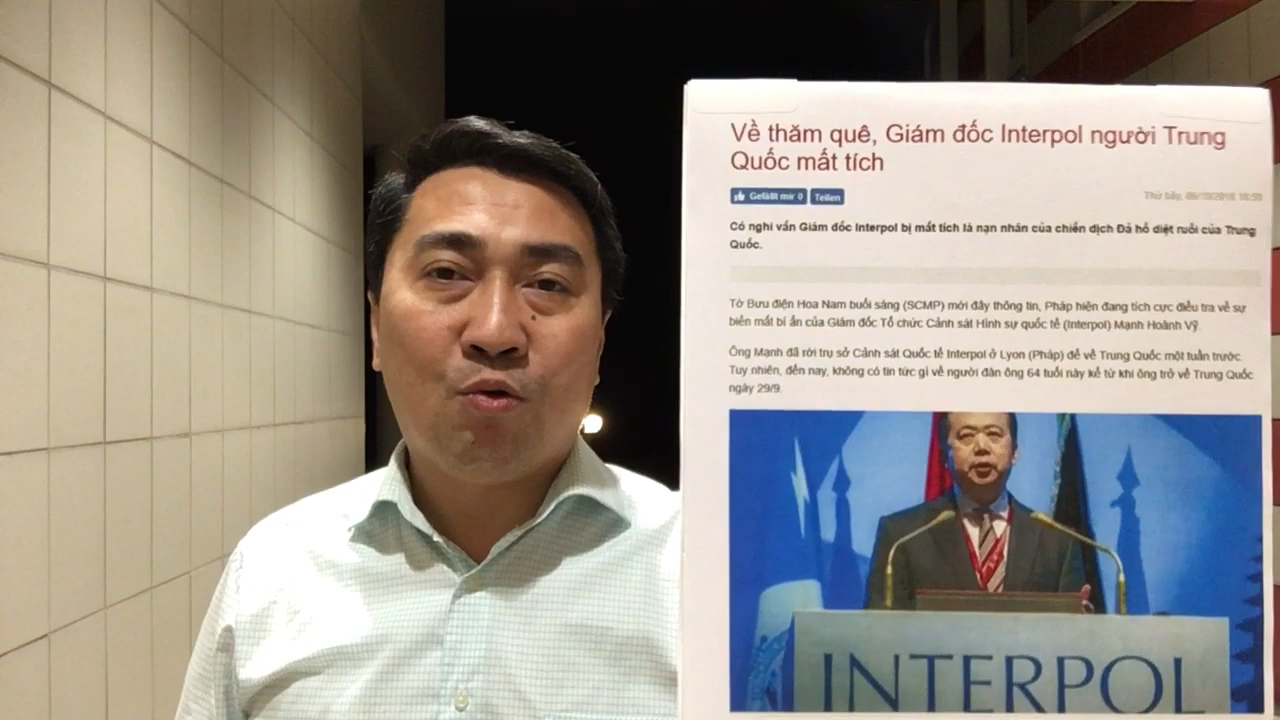 Về thăm quê, Giám đốc Interpol người Trung
Quốc mất tích
Gefällt mir 0 Teilen
Thứ bảy,
Có nghi vấn Giám đốc Interpol bị mất tích là nạn nhân của chiến dịch Đả hổ diệt ruồi của Trung
Quốc.
Tờ Bưu điện Hoa Nam buổi sáng (SCMP) mới đây thông tin, Pháp hiện đang tích cực điều tra về sự
biến mất bí ẩn của Giám đốc Tổ chức Cảnh sát Hình sự quốc tế (Interpol) Mạnh Hoành Vỹ.
Ông Mạnh đã rời trụ sở Cảnh sát Quốc tế Interpol ở Lyon (Pháp) để về Trung Quốc một tuần trước.
Tuy nhiên, đến nay, không có tin tức gì về người đàn ông 64 tuổi này kể từ khi ông trở về Trung Quốc
ngày 29/9.
INTERPOL